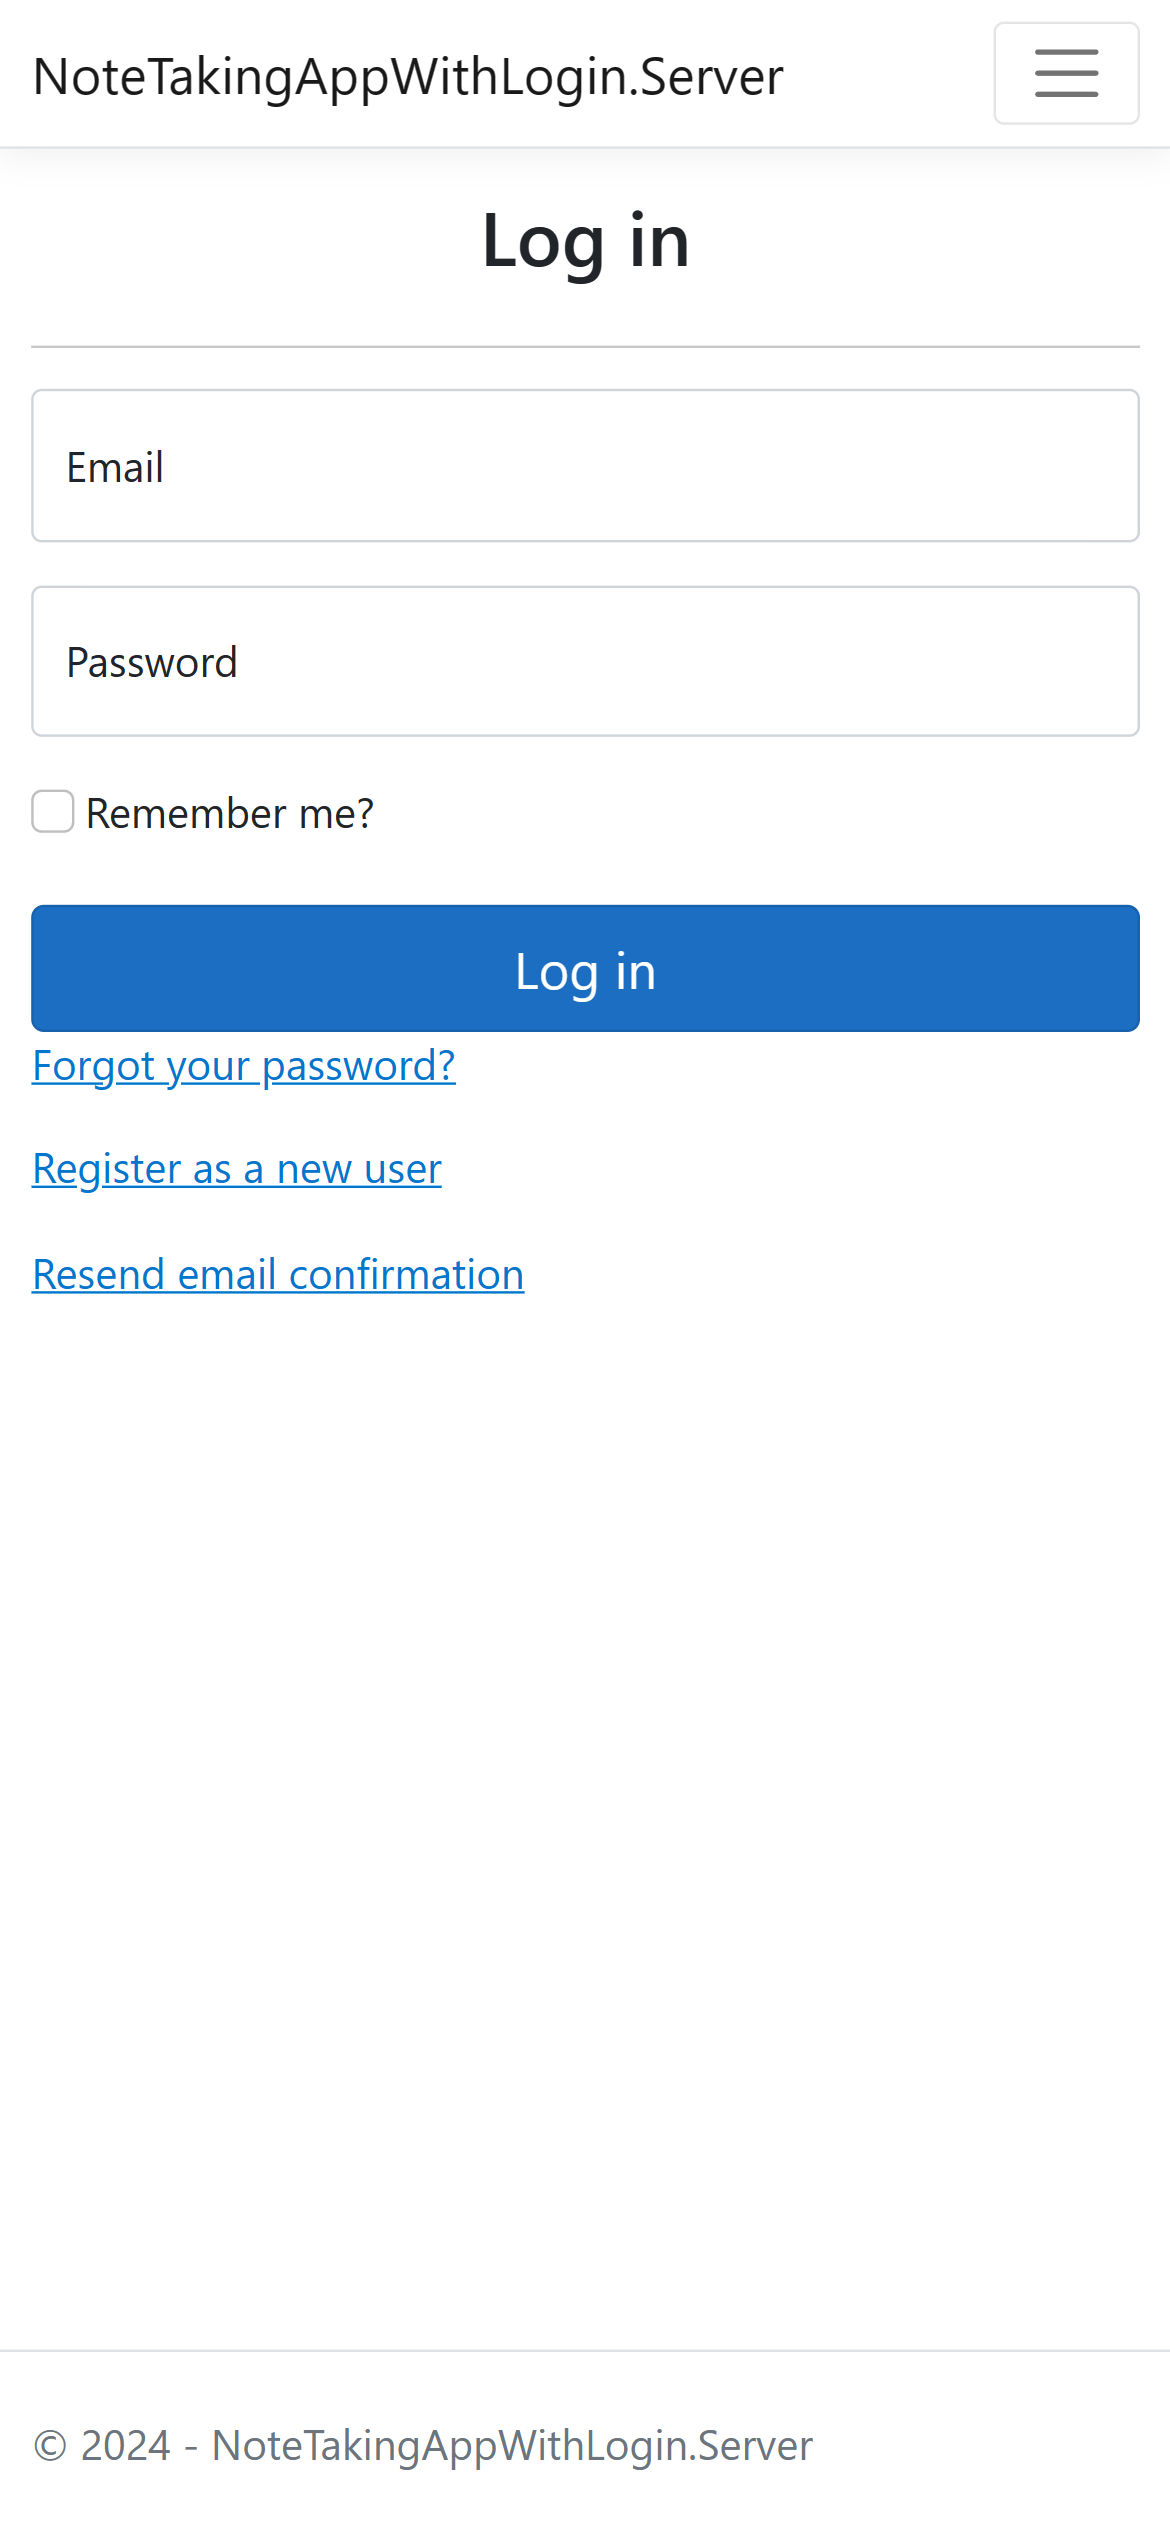 NoteTakingAppWithLogin.Server
Log in
Email
Password
Remember me?
Log in
Forgot your password?
Register as a new user
Resend email confirmation
© 2024 - NoteTakingAppWithLogin.Server